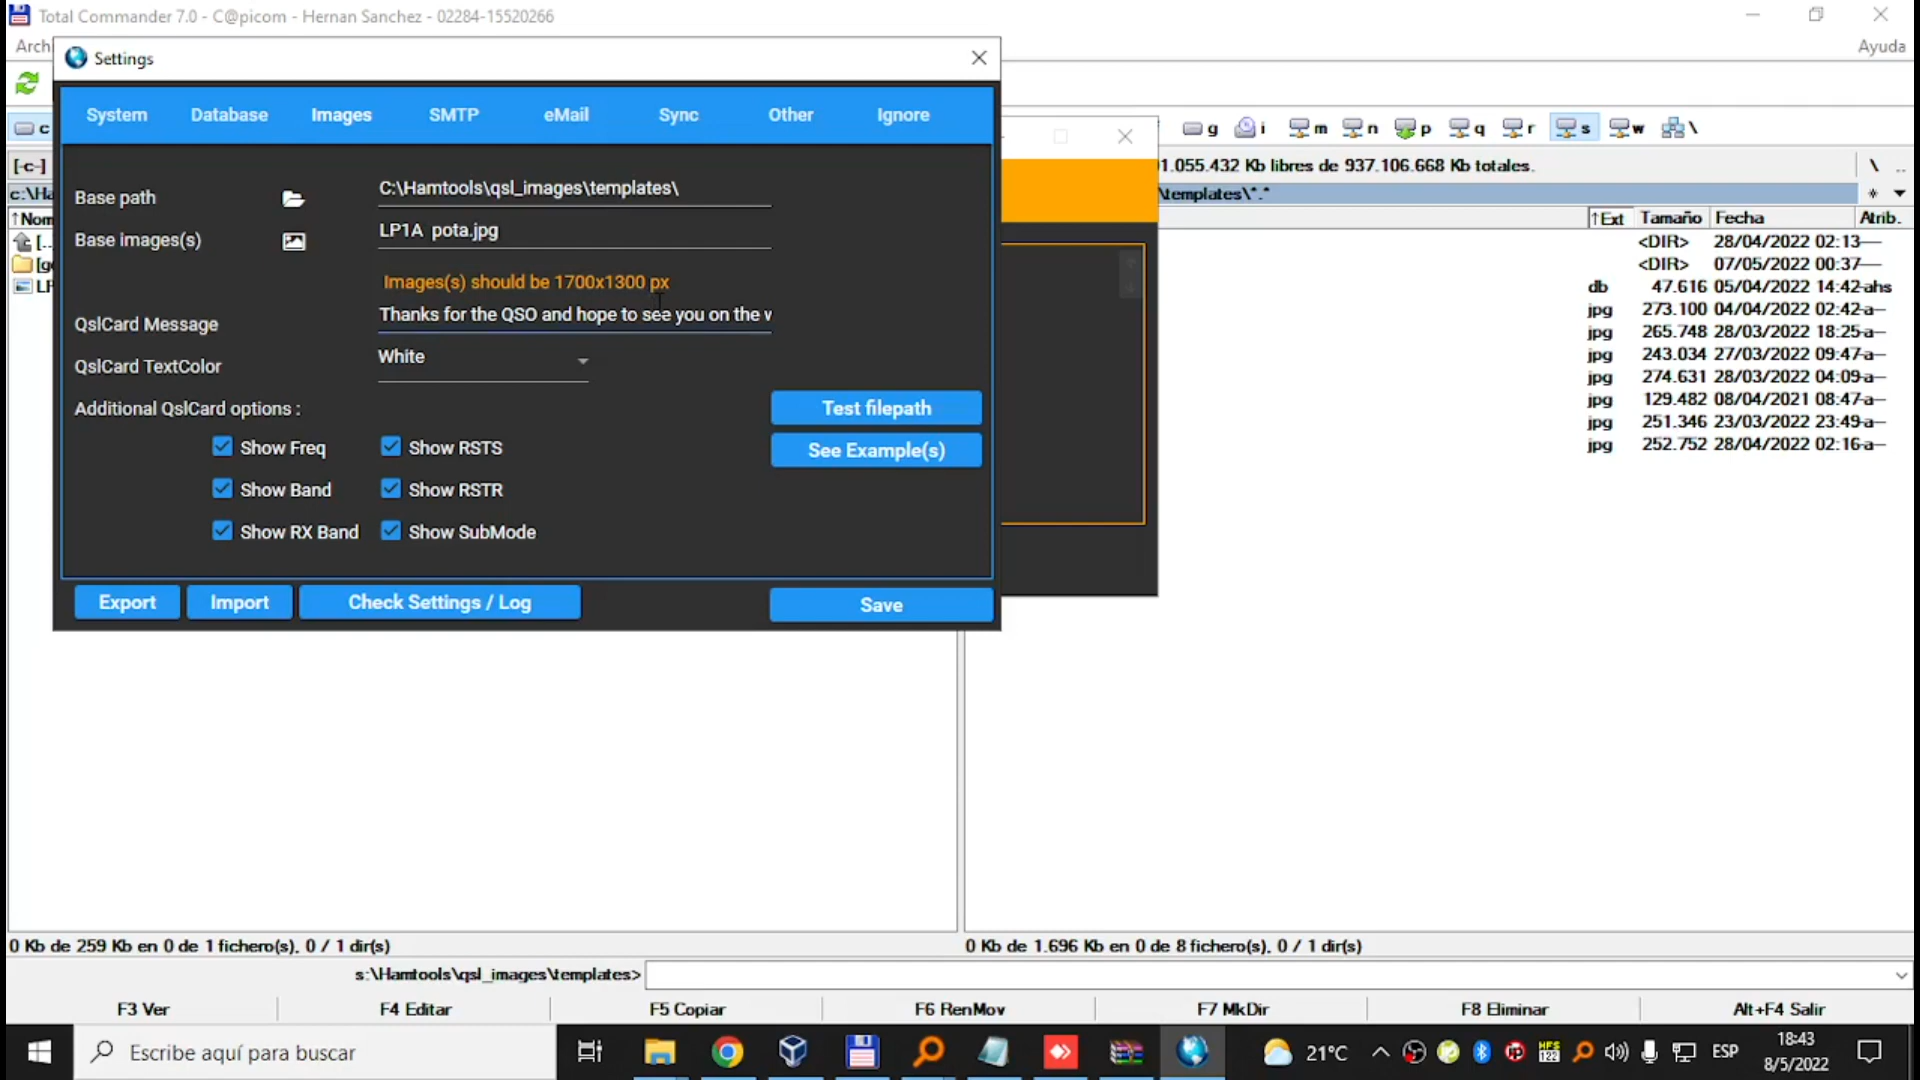 Total Commander 7.0 - C@picom - Hernan Sanchez - 02284-15520266
Ayuda
Settings
System Database Images SMTP eMail Sync Other Ignore
c g i m n p q r s w \
[-c-]
1.055.432 Kb libres de 937.106.668 Kb totales.
\ ..
c:\Ha
\templates\*.*
* ▼
↑Nom
↑Ext Tamaño Fecha Atrib.
Base path C:\Hamtools\qsl_images\templates\
Base images(s) LP1A pota.jpg
Images(s) should be 1700x1300 px
QslCard Message Thanks for the QSO and hope to see you on the w
QslCard TextColor White
Additional QslCard options :
Test filepath
See Example(s)
Show Freq Show RSTS
Show Band Show RSTR
Show RX Band Show SubMode
Export Import Check Settings / Log Save
<DIR> 28/04/2022 02:13----
<DIR> 07/05/2022 00:37----
db 47.616 05/04/2022 14:42-ahs
jpg 273.100 04/04/2022 02:42-a--
jpg 265.748 28/03/2022 18:25-a--
jpg 243.034 27/03/2022 09:47-a--
jpg 274.631 28/03/2022 04:09-a--
jpg 129.482 08/04/2021 08:47-a--
jpg 251.346 23/03/2022 23:49-a--
jpg 252.752 28/04/2022 02:16-a--
0 Kb de 259 Kb en 0 de 1 fichero(s), 0 / 1 dir(s)
0 Kb de 1.696 Kb en 0 de 8 fichero(s), 0 / 1 dir(s)
s:\Hamtools\qsl_images\templates>
F3 Ver F4 Editar F5 Copiar F6 RenMov F7 MkDir F8 Eliminar Alt+F4 Salir
Escribe aquí para buscar
21°C
ESP
18:43
8/5/2022